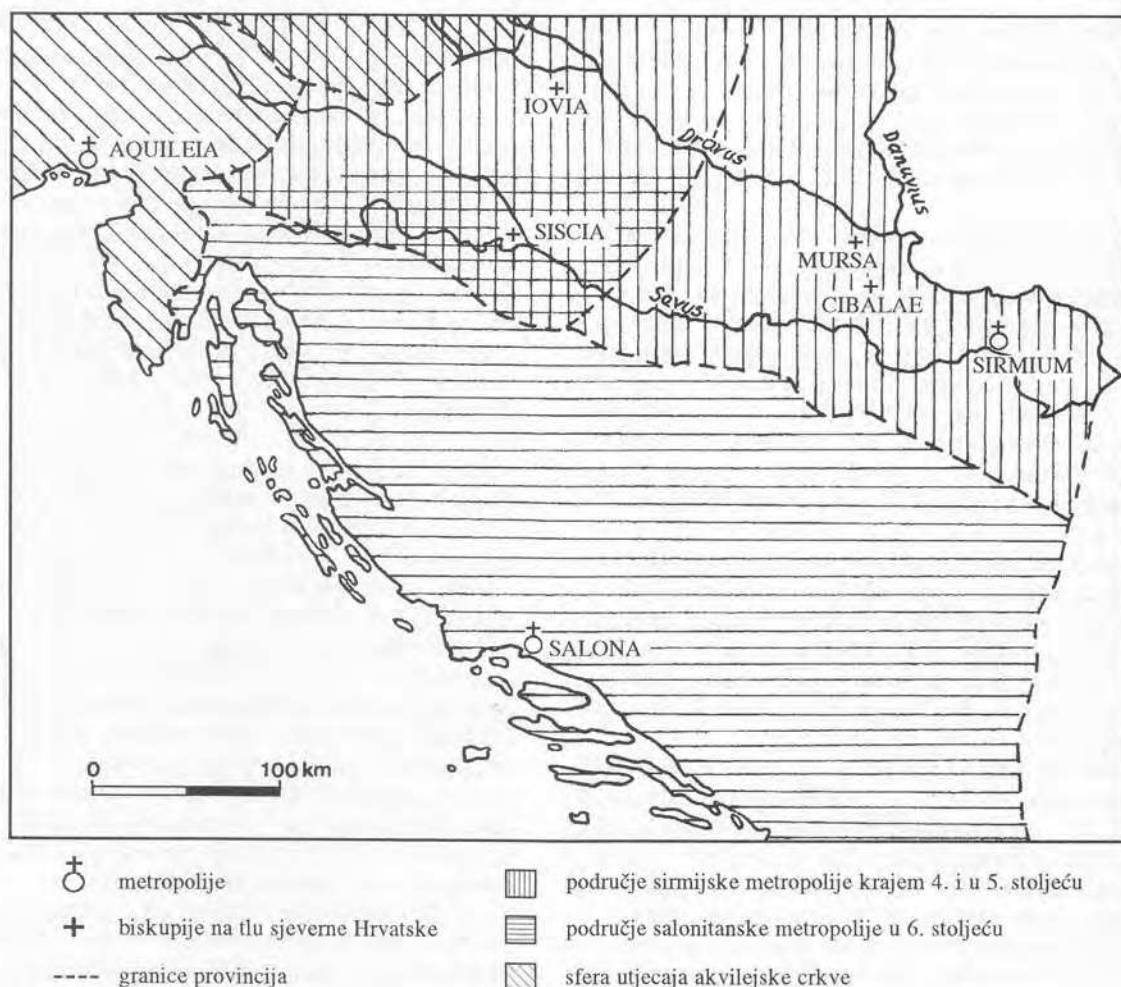 IOVIA
AQUILEIA
Dravus
Danuvius
SISCIA
MURSA
CIBALAE
Savus
SIRMIUM
SALONA
0 100 km
metropolije
biskupije na tlu sjeverne Hrvatske
granice provincija
područje sirmijske metropolije krajem 4. i u 5. stoljeću
područje salonitanske metropolije u 6. stoljeću
sfera utjecaja akvilejske crkve